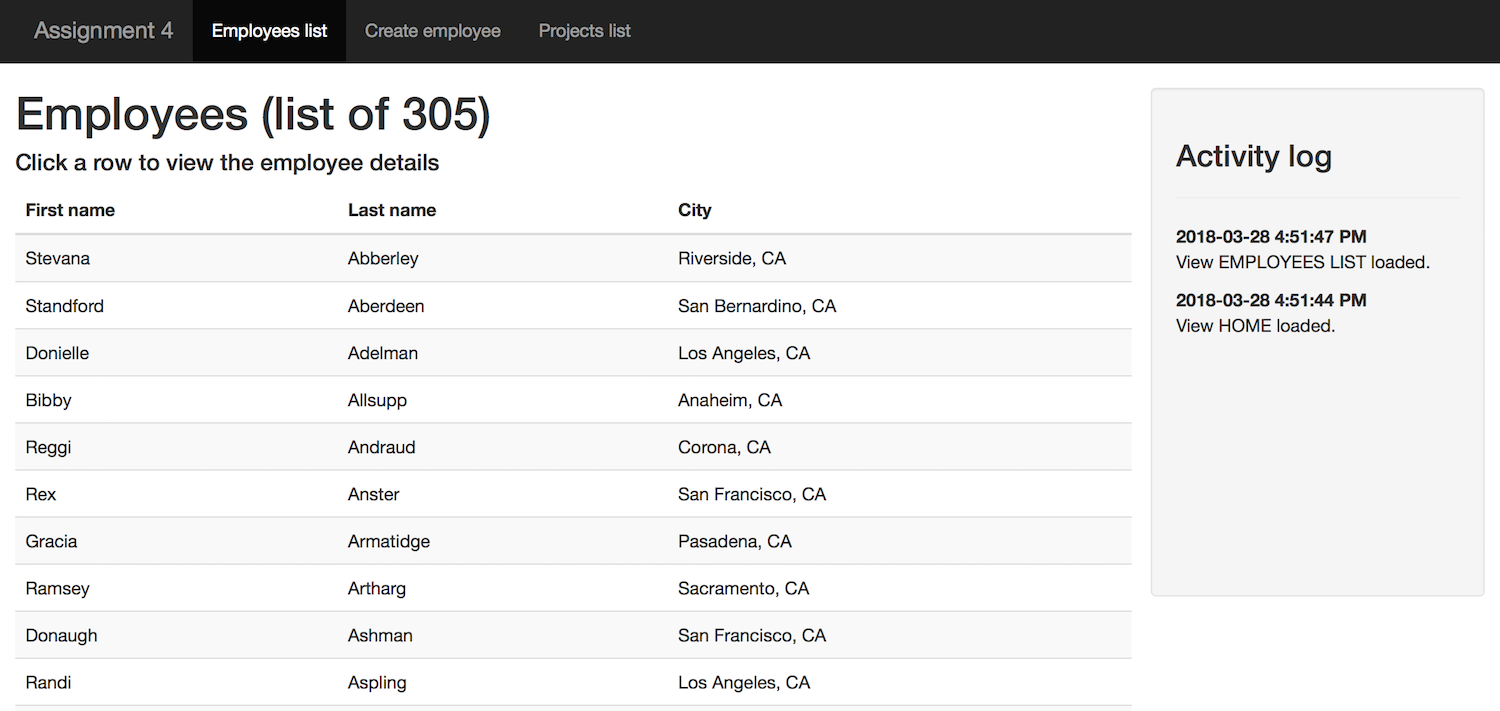 Assignment 4 Employees list Create employee Projects list
Employees (list of 305)
Click a row to view the employee details
First name Last name City
Stevana Abberley Riverside, CA
Standford Aberdeen San Bernardino, CA
Donielle Adelman Los Angeles, CA
Bibby Allsupp Anaheim, CA
Reggi Andraud Corona, CA
Rex Anster San Francisco, CA
Gracia Armatidge Pasadena, CA
Ramsey Artharg Sacramento, CA
Donaugh Ashman San Francisco, CA
Randi Aspling Los Angeles, CA
Activity log
2018-03-28 4:51:47 PM
View EMPLOYEES LIST loaded.
2018-03-28 4:51:44 PM
View HOME loaded.